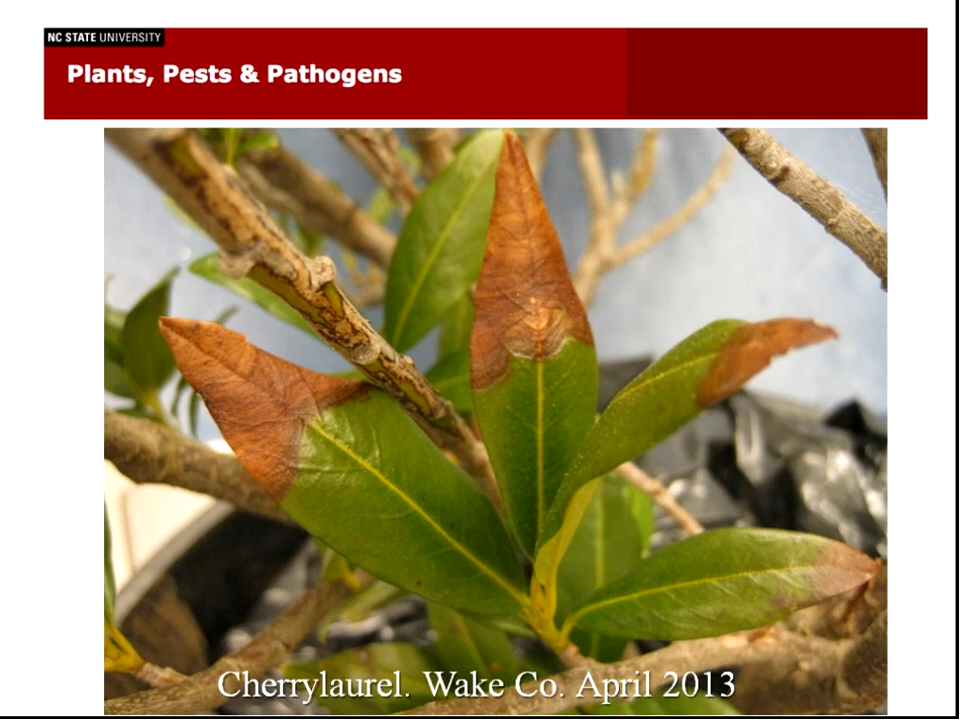 NC STATE UNIVERSITY
Plants, Pests & Pathogens
Cherrylaurel. Wake Co. April 2013